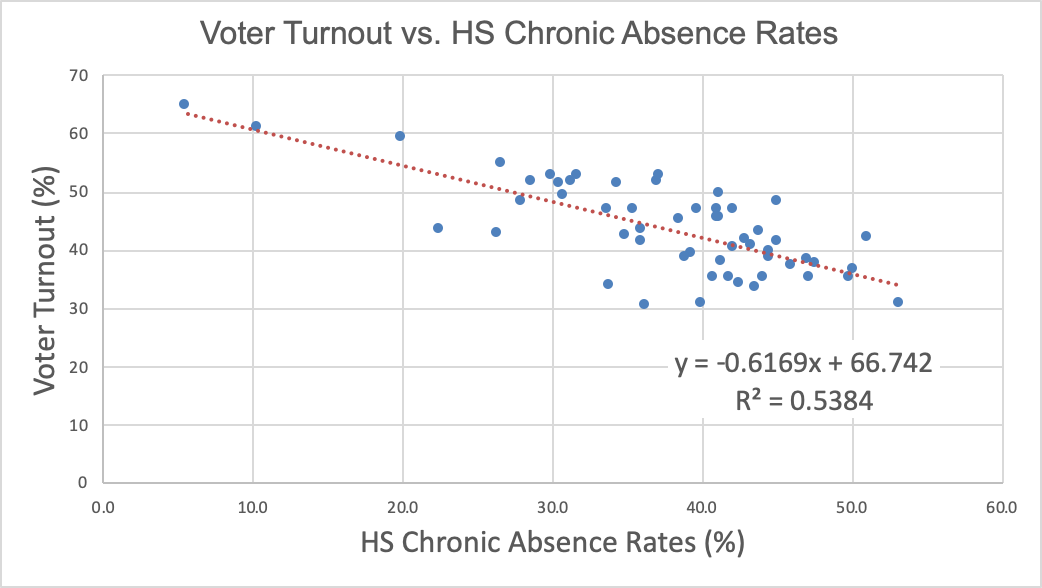 Voter Turnout vs. HS Chronic Absence Rates
70
60
50
40
30
20
10
0
Voter Turnout (%)
y = -0.6169x + 66.742
R² = 0.5384
0.0 10.0 20.0 30.0 40.0 50.0 60.0
HS Chronic Absence Rates (%)